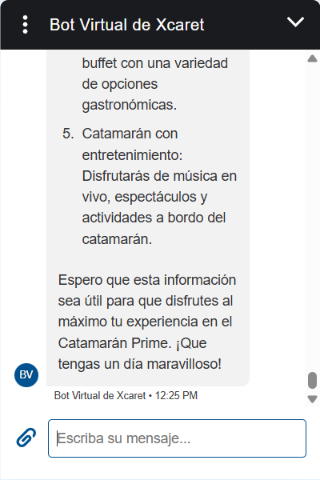 Bot Virtual de Xcaret
buffet con una variedad
de opciones
gastronómicas.
5. Catamarán con
entretenimiento:
Disfrutarás de música en
vivo, espectáculos y
actividades a bordo del
catamarán.
Espero que esta información
sea útil para que disfrutes al
máximo tu experiencia en el
Catamarán Prime. ¡Que
tengas un día maravilloso!
BV
Bot Virtual de Xcaret • 12:25 PM
Escriba su mensaje...